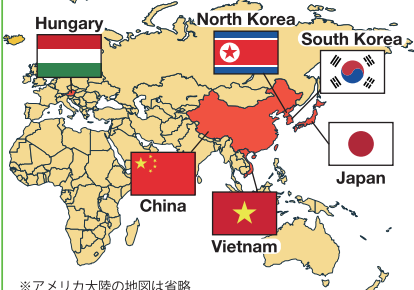 Hungary
North Korea
South Korea
China
Japan
Vietnam
※アメリカ大陸の地図は省略